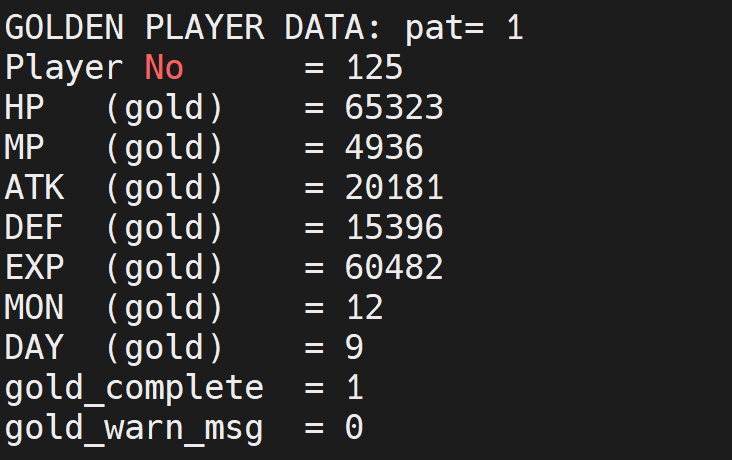 GOLDEN PLAYER DATA: pat= 1
Player No      = 125
HP   (gold)    = 65323
MP   (gold)    = 4936
ATK  (gold)    = 20181
DEF  (gold)    = 15396
EXP  (gold)    = 60482
MON  (gold)    = 12
DAY  (gold)    = 9
gold_complete  = 1
gold_warn_msg  = 0